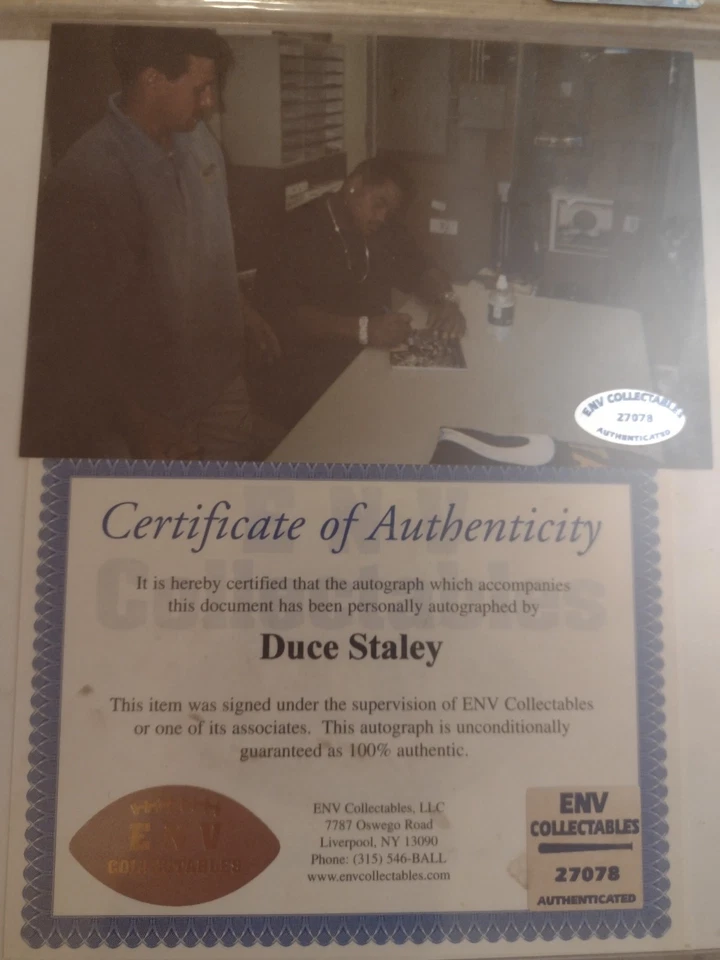 ENV COLLECTABLES
27078
AUTHENTICATED
Certificate of Authenticity
It is hereby certified that the autograph which accompanies
this document has been personally autographed by
Duce Staley
This item was signed under the supervision of ENV Collectables
or one of its associates. This autograph is unconditionally
guaranteed as 100% authentic.
ENV
COLLECTABLES
ENV Collectables, LLC
7787 Oswego Road
Liverpool, NY 13090
Phone: (315) 546-BALL
www.envcollectables.com
ENV
COLLECTABLES
27078
AUTHENTICATED
ENV
Collectables